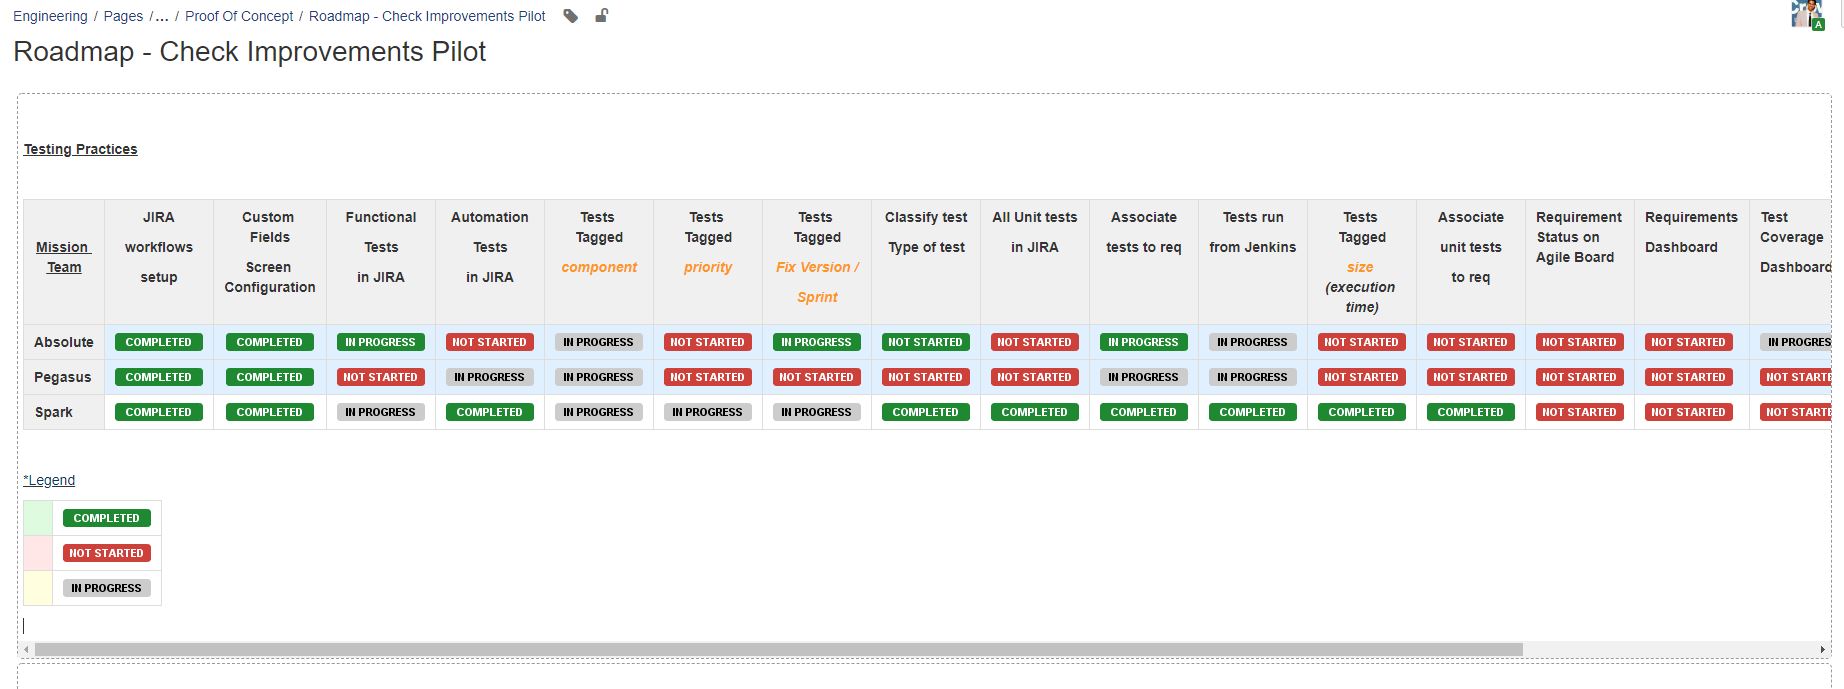 Engineering / Pages /... / Proof Of Concept / Roadmap - Check Improvements Pilot
A
Roadmap - Check Improvements Pilot
Testing Practices
Mission Team
JIRA workflows setup
Custom Fields Screen Configuration
Functional Tests in JIRA
Automation Tests in JIRA
Tests Tagged component
Tests Tagged priority
Tests Tagged Fix Version / Sprint
Classify test Type of test
All Unit tests in JIRA
Associate tests to req
Tests run from Jenkins
Tests Tagged size (execution time)
Associate unit tests to req
Requirement Status on Agile Board
Requirements Dashboard
Test Coverage Dashboard
Absolute COMPLETED COMPLETED IN PROGRESS NOT STARTED IN PROGRESS NOT STARTED IN PROGRESS NOT STARTED NOT STARTED IN PROGRESS IN PROGRESS NOT STARTED NOT STARTED NOT STARTED NOT STARTED IN PROGRES
Pegasus COMPLETED COMPLETED NOT STARTED IN PROGRESS IN PROGRESS NOT STARTED NOT STARTED NOT STARTED NOT STARTED IN PROGRESS IN PROGRESS NOT STARTED NOT STARTED NOT STARTED NOT STARTED NOT STARTE
Spark COMPLETED COMPLETED IN PROGRESS COMPLETED IN PROGRESS IN PROGRESS IN PROGRESS COMPLETED COMPLETED COMPLETED COMPLETED COMPLETED COMPLETED NOT STARTED NOT STARTED NOT STARTE
*Legend
COMPLETED
NOT STARTED
IN PROGRESS